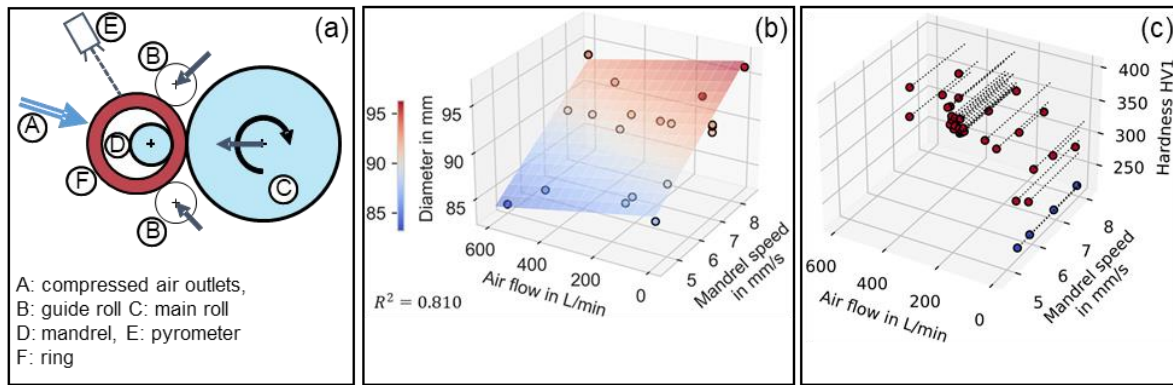 (a)
E
B
A
D
F
C
B
A: compressed air outlets,
B: guide roll C: main roll
D: mandrel, E: pyrometer
F: ring
(b)
95
90
85
Diameter in mm
95
90
85
600
400
200
0
Air flow in L/min
5
6
7
8
Mandrel speed
in mm/s
R² = 0.810
(c)
400
350
300
250
Hardness HV1
600
400
200
0
Air flow in L/min
5
6
7
8
Mandrel speed
in mm/s